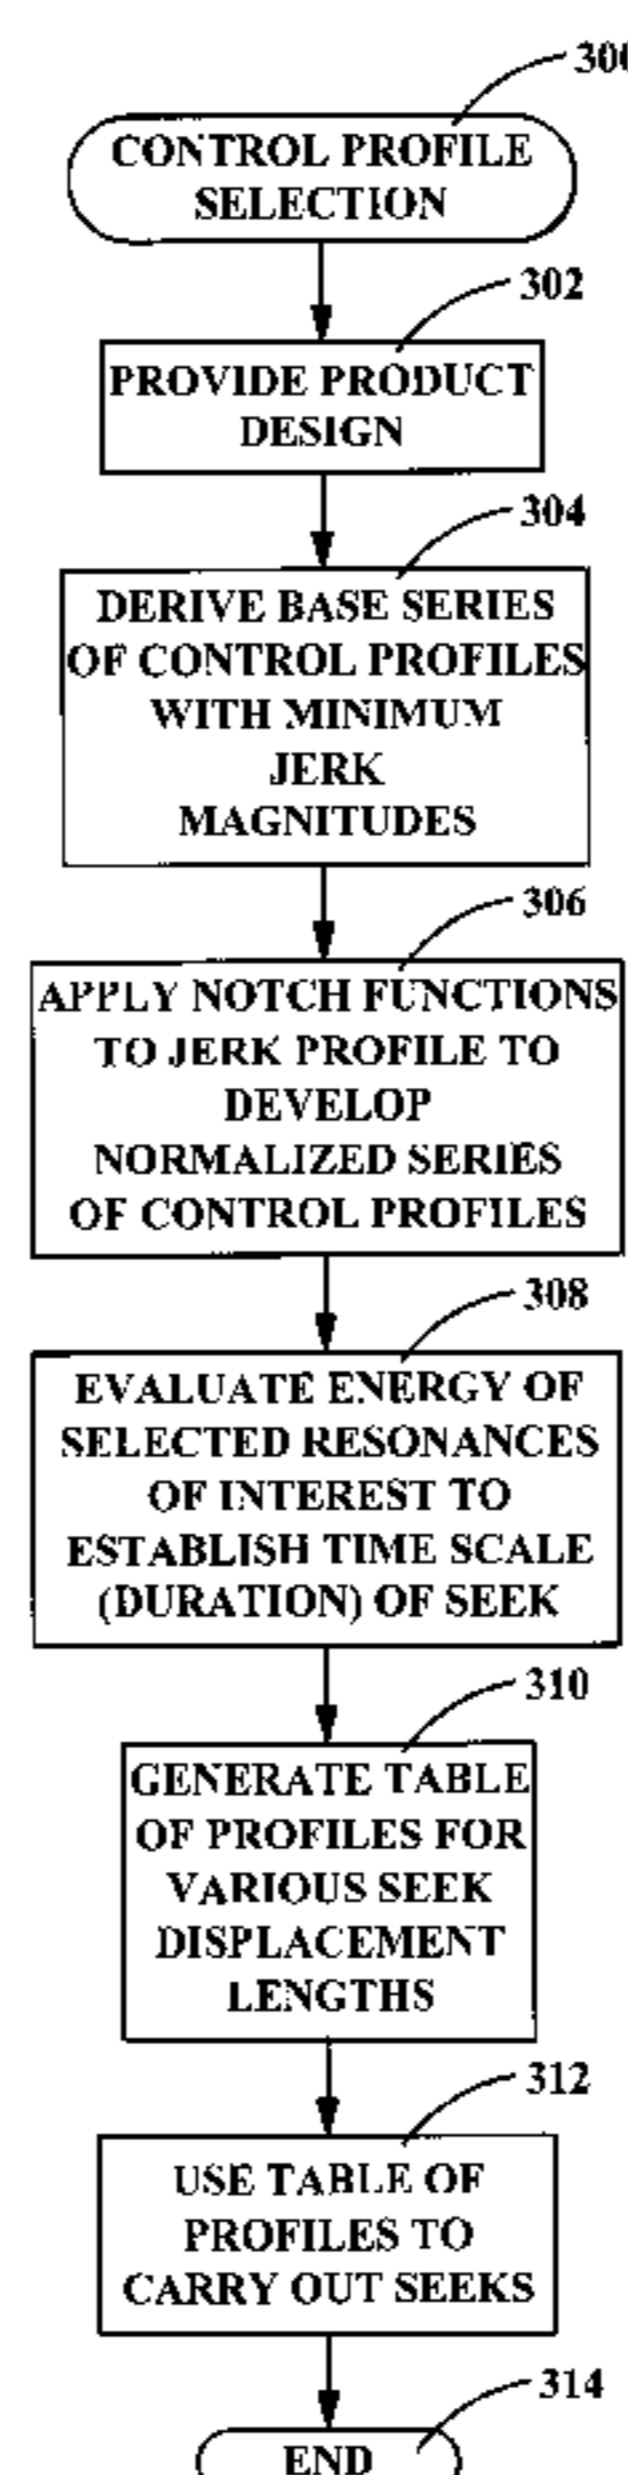 300
CONTROL PROFILE
SELECTION
302
PROVIDE PRODUCT
DESIGN
304
DERIVE BASE SERIES
OF CONTROL PROFILES
WITH MINIMUM
JERK
MAGNITUDES
306
APPLY NOTCH FUNCTIONS
TO JERK PROFILE TO
DEVELOP
NORMALIZED SERIES
OF CONTROL PROFILES
308
EVALUATE ENERGY OF
SELECTED RESONANCES
OF INTEREST TO
ESTABLISH TIME SCALE
(DURATION) OF SEEK
310
GENERATE TABLE
OF PROFILES FOR
VARIOUS SEEK
DISPLACEMENT
LENGTHS
312
USE TABLE OF
PROFILES TO
CARRY OUT SEEKS
314
END